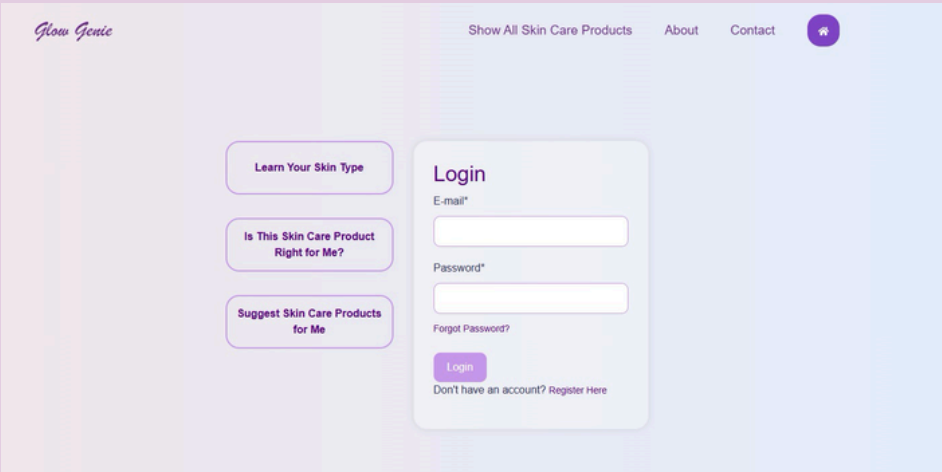 Glow Genie
Show All Skin Care Products
About
Contact
Learn Your Skin Type
Is This Skin Care Product
Right for Me?
Suggest Skin Care Products
for Me
Login
E-mail*
Password*
Forgot Password?
Login
Don't have an account? Register Here